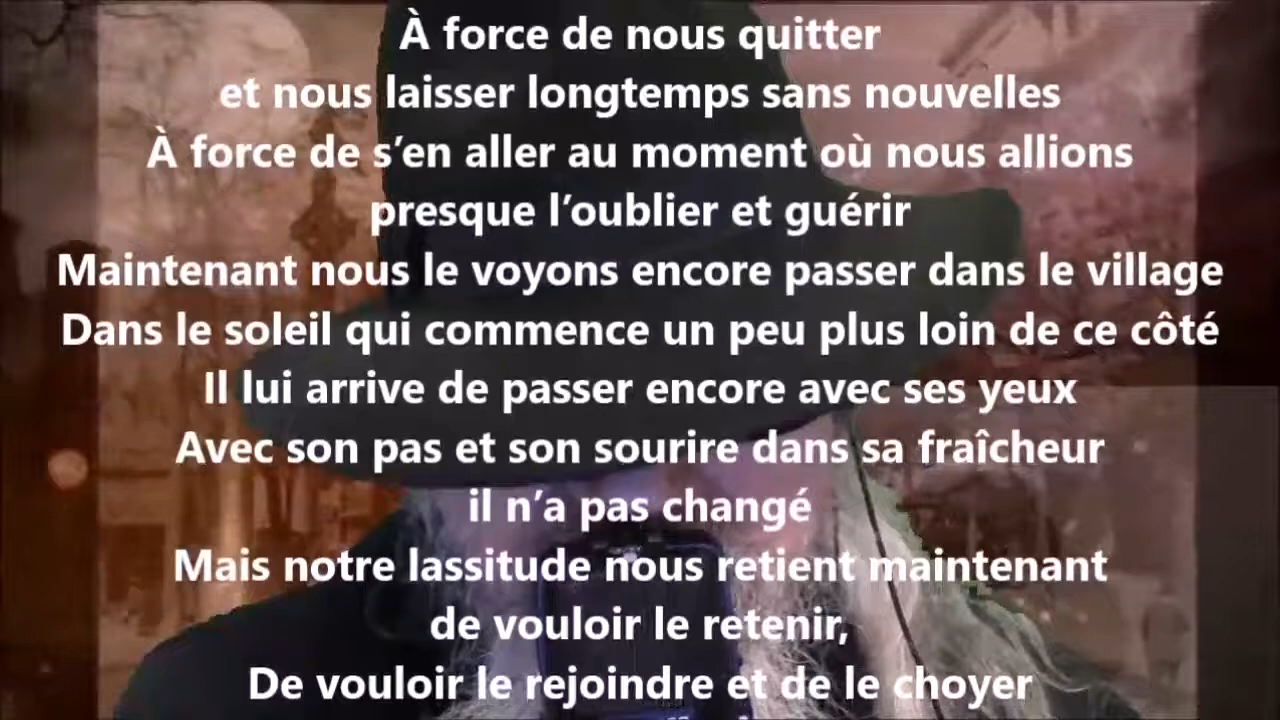 À force de nous quitter
et nous laisser longtemps sans nouvelles
À force de s’en aller au moment où nous allions
presque l’oublier et guérir
Maintenant nous le voyons encore passer dans le village
Dans le soleil qui commence un peu plus loin de ce côté
Il lui arrive de passer encore avec ses yeux
Avec son pas et son sourire dans sa fraîcheur
il n’a pas changé
Mais notre lassitude nous retient maintenant
de vouloir le retenir,
De vouloir le rejoindre et de le choyer